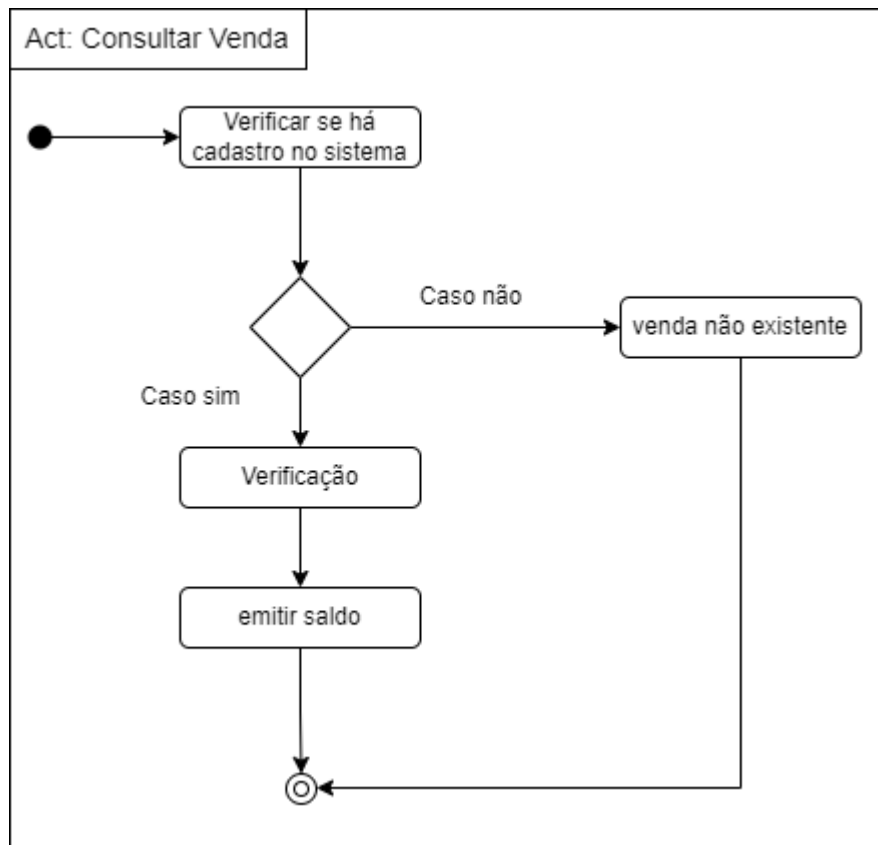 Act: Consultar Venda
Verificar se há
cadastro no sistema
Caso não
venda não existente
Caso sim
Verificação
emitir saldo